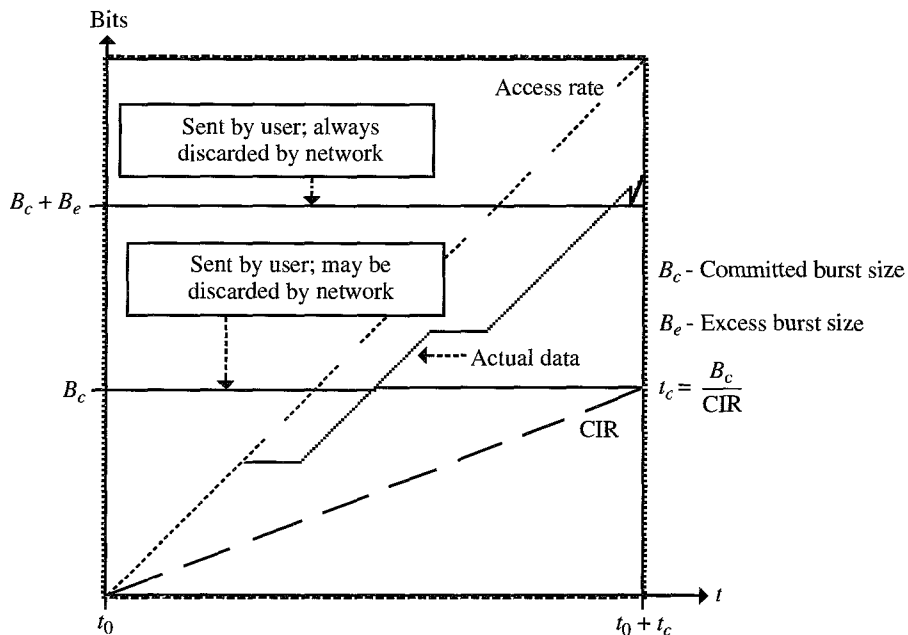 Bits
Access rate
Sent by user; always
discarded by network
B_c + B_e
Sent by user; may be
discarded by network
B_c - Committed burst size
B_e - Excess burst size
Actual data
B_c
t_c = B_c / CIR
CIR
t
t_0
t_0 + t_c